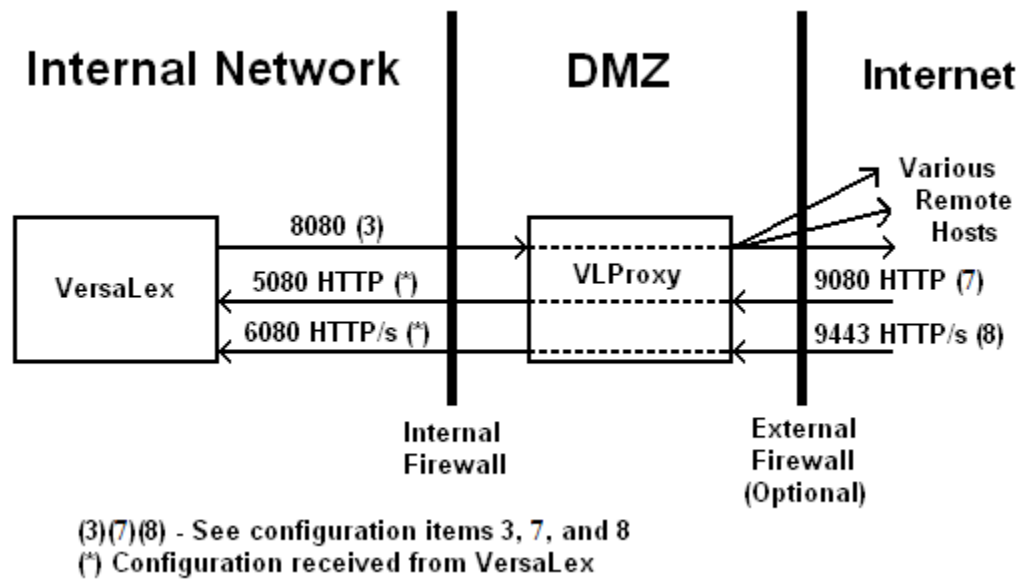 Internal Network
DMZ
Internet
Various
Remote
Hosts
8080 (3)
VersaLex
5080 HTTP (*)
VLProxy
9080 HTTP (7)
6080 HTTP/s (*)
9443 HTTP/s (8)
Internal
Firewall
External
Firewall
(Optional)
(3)(7)(8) - See configuration items 3, 7, and 8
(*) Configuration received from VersaLex